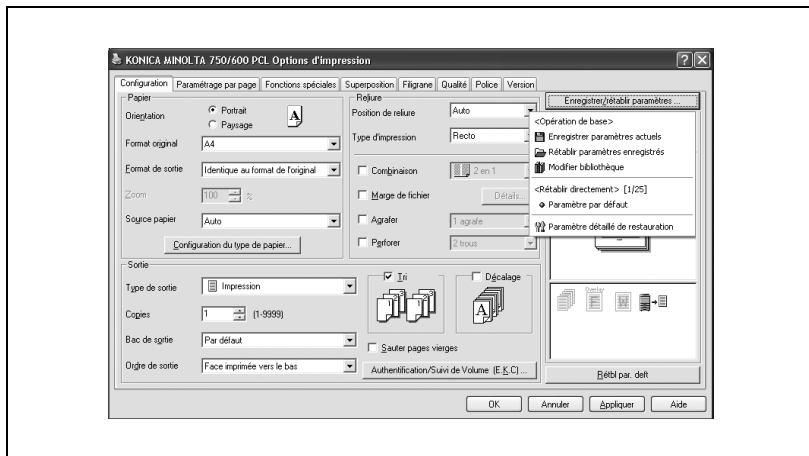 KONICA MINOLTA 750/600 PCL Options d'impression
Configuration Paramétrage par page Fonctions spéciales Superposition Filigrane Qualité Police Version
Papier
Orientation
Portrait
Paysage
Format original A4
Format de sortie Identique au format de l'original
Zoom 100 %
Source papier Auto
Configuration du type de papier...
Reliure
Position de reliure Auto
Type d'impression Recto
Combinaison 2 en 1
Marge de fichier Détails...
Agrafer 1 agrafe
Perforer 2 trous
Enregistrer/rétablir paramètres ...
<Opération de base>
Enregistrer paramètres actuels
Rétablir paramètres enregistrés
Modifier bibliothèque
<Rétablir directement> [1/25]
Paramètre par défaut
Paramètre détaillé de restauration
Sortie
Type de sortie Impression
Copies 1 (1-9999)
Bac de sortie Par défaut
Ordre de sortie Face imprimée vers le bas
Tri
Décalage
Sauter pages vierges
Authentification/Suivi de Volume (E.K.C) ...
Overlay
Rétbl par. deft
OK Annuler Appliquer Aide